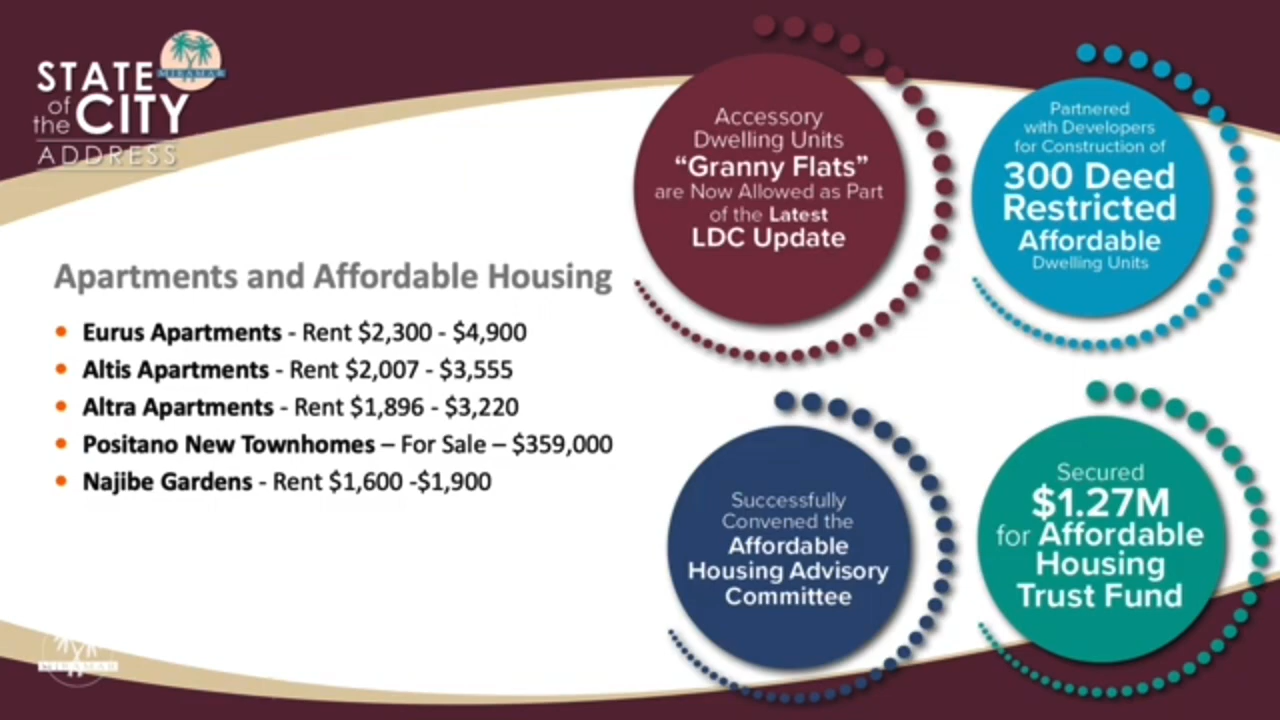 STATE
of
the CITY
ADDRESS
MIRAMAR
Apartments and Affordable Housing
• Eurus Apartments - Rent $2,300 - $4,900
• Altis Apartments - Rent $2,007 - $3,555
• Altra Apartments - Rent $1,896 - $3,220
• Positano New Townhomes – For Sale – $359,000
• Najibe Gardens - Rent $1,600 -$1,900
Accessory
Dwelling Units
“Granny Flats”
are Now Allowed as Part
of the Latest
LDC Update
Partnered
with Developers
for Construction of
300 Deed
Restricted
Affordable
Dwelling Units
Successfully
Convened the
Affordable
Housing Advisory
Committee
Secured
$1.27M
for Affordable
Housing
Trust Fund
MIRAMAR